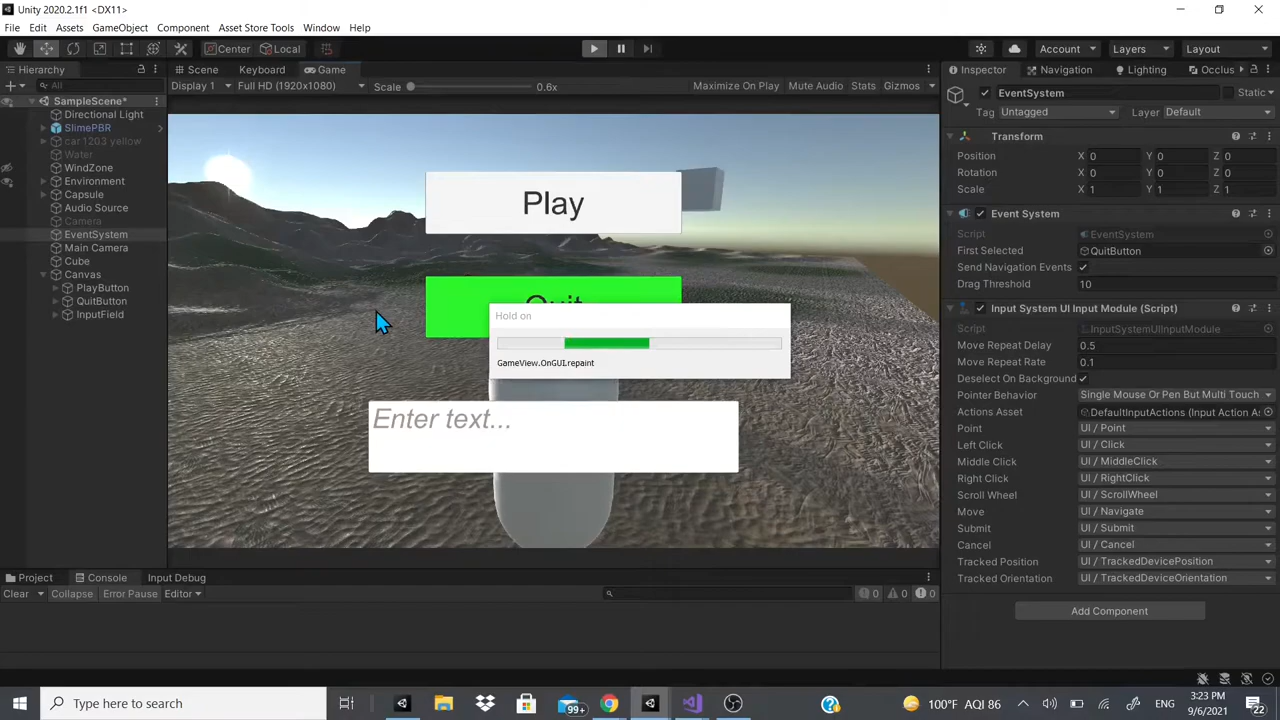 Unity 2020.2.1f1 <DX11>
File Edit Assets GameObject Component Asset Store Tools Window Help
Center Local Account Layers Layout
Hierarchy
All
SampleScene*
Directional Light
SlimePBR
car 1203 yellow
Water
WindZone
Environment
Capsule
Audio Source
Camera
EventSystem
Main Camera
Cube
Canvas
PlayButton
QuitButton
InputField
Scene Keyboard Game
Display 1 Full HD (1920x1080) Scale 0.6x Maximize On Play Mute Audio Stats Gizmos
Play
Quit
Hold on
GameView.OnGUI.repaint
Enter text...
Inspector Navigation Lighting Occlus
EventSystem Static
Tag Untagged Layer Default
Transform
Position X 0 Y 0 Z 0
Rotation X 0 Y 0 Z 0
Scale X 1 Y 1 Z 1
Event System
Script EventSystem
First Selected QuitButton
Send Navigation Events
Drag Threshold 10
Input System UI Input Module (Script)
Script InputSystemUIInputModule
Move Repeat Delay 0.5
Move Repeat Rate 0.1
Deselect On Background
Pointer Behavior Single Mouse Or Pen But Multi Touch
Actions Asset DefaultInputActions (Input Action A
Point UI / Point
Left Click UI / Click
Middle Click UI / MiddleClick
Right Click UI / RightClick
Scroll Wheel UI / ScrollWheel
Move UI / Navigate
Submit UI / Submit
Cancel UI / Cancel
Tracked Position UI / TrackedDevicePosition
Tracked Orientation UI / TrackedDeviceOrientation
Add Component
Project Console Input Debug
Clear Collapse Error Pause Editor 0 0 0
Type here to search
99+
100°F AQI 86
ENG
3:23 PM
9/6/2021
22